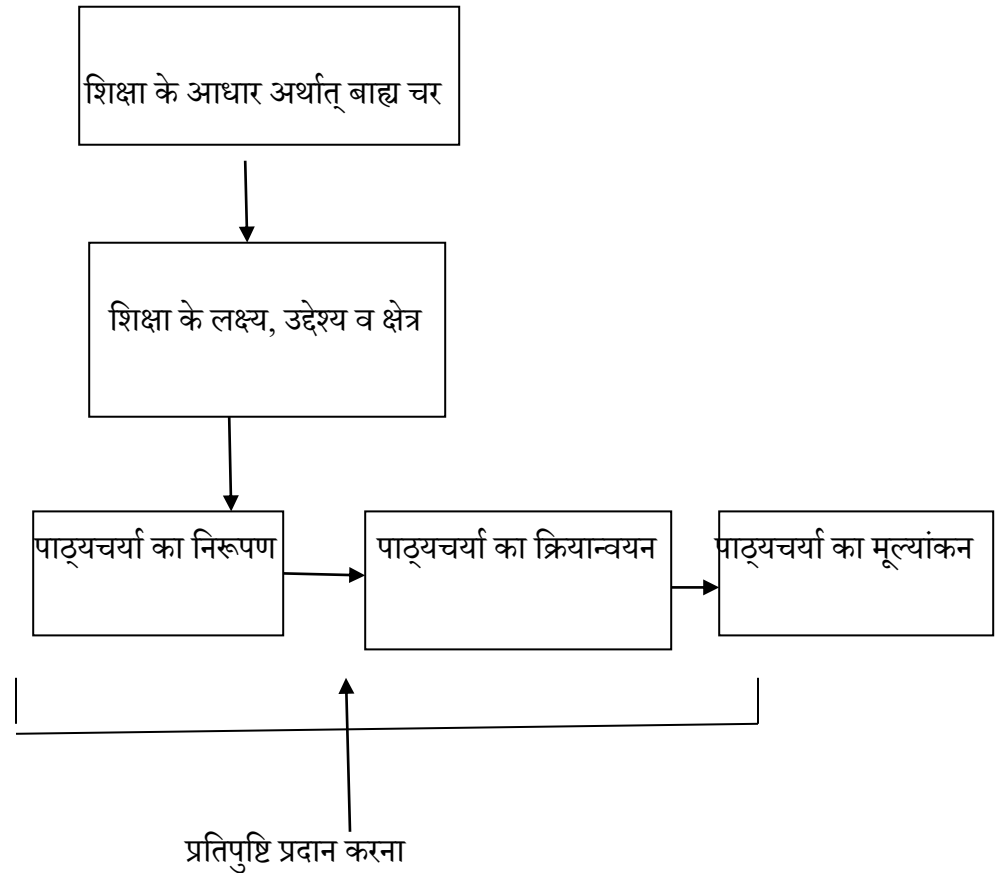 शिक्षा के आधार अर्थात् बाह्य चर
शिक्षा के लक्ष्य, उद्देश्य व क्षेत्र
पाठ्यचर्या का निरूपण
पाठ्यचर्या का क्रियान्वयन
पाठ्यचर्या का मूल्यांकन
प्रतिपुष्टि प्रदान करना